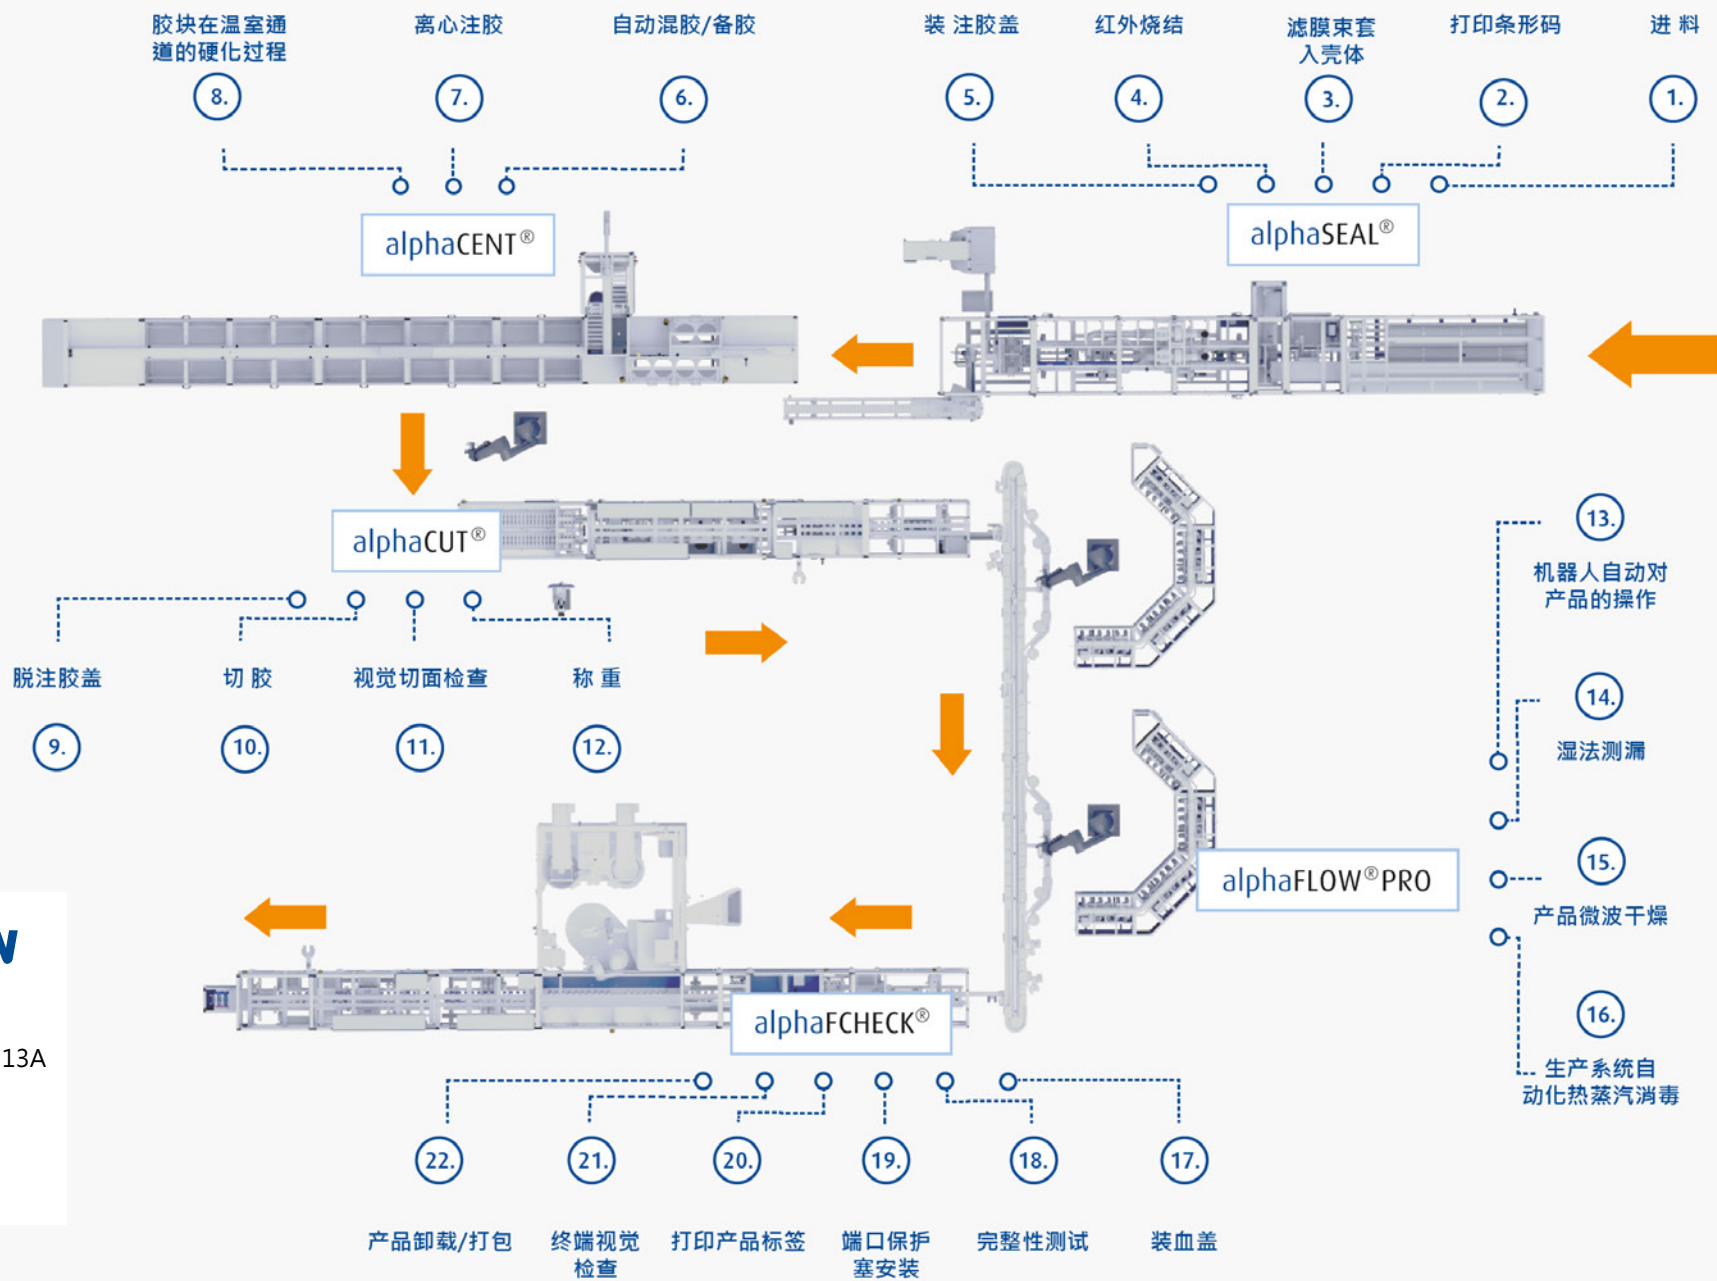 胶块在温室通
道的硬化过程
离心注胶
自动混胶/备胶
装 注胶盖
红外烧结
滤膜束套
入壳体
打印条形码
进 料
8.
7.
6.
5.
4.
3.
2.
1.
alphaCENT®
alphaSEAL®
alphaCUT®
脱注胶盖
切 胶
视觉切面检查
称 重
9.
10.
11.
12.
13.
机器人自动对
产品的操作
14.
湿法测漏
15.
产品微波干燥
16.
生产系统自
动化热蒸汽消毒
alphaFLOW®PRO
13A
alphaFCHECK®
22.
21.
20.
19.
18.
17.
产品卸载/打包
终端视觉
检查
打印产品标签
端口保护
塞安装
完整性测试
装血盖